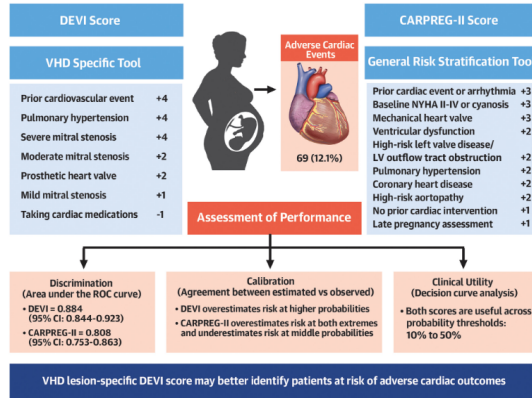 DEVI Score
VHD Specific Tool
Prior cardiovascular event +4
Pulmonary hypertension +4
Severe mitral stenosis +4
Moderate mitral stenosis +2
Prosthetic heart valve +2
Mild mitral stenosis +1
Taking cardiac medications -1
Adverse Cardiac
Events
69 (12.1%)
CARPREG-II Score
General Risk Stratification Too
Prior cardiac event or arrhythmia +3
Baseline NYHA II-IV or cyanosis +3
Mechanical heart valve +3
Ventricular dysfunction +2
High-risk left valve disease/
LV outflow tract obstruction +2
Pulmonary hypertension +2
Coronary heart disease +2
High-risk aortopathy +2
No prior cardiac intervention +1
Late pregnancy assessment +1
Assessment of Performance
Discrimination
(Area under the ROC curve)
• DEVI = 0.884
(95% CI: 0.844-0.923)
• CARPREG-II = 0.808
(95% CI: 0.753-0.863)
Calibration
(Agreement between estimated vs observed)
• DEVI overestimates risk at higher probabilities
• CARPREG-II overestimates risk at both extremes
and underestimates risk at middle probabilities
Clinical Utility
(Decision curve analysis)
• Both scores are useful across
probability thresholds:
10% to 50%
VHD lesion-specific DEVI score may better identify patients at risk of adverse cardiac outcomes